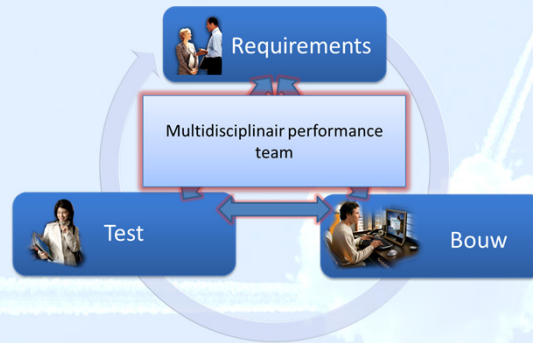 Requirements
Multidisciplinair performance
team
Test
Bouw